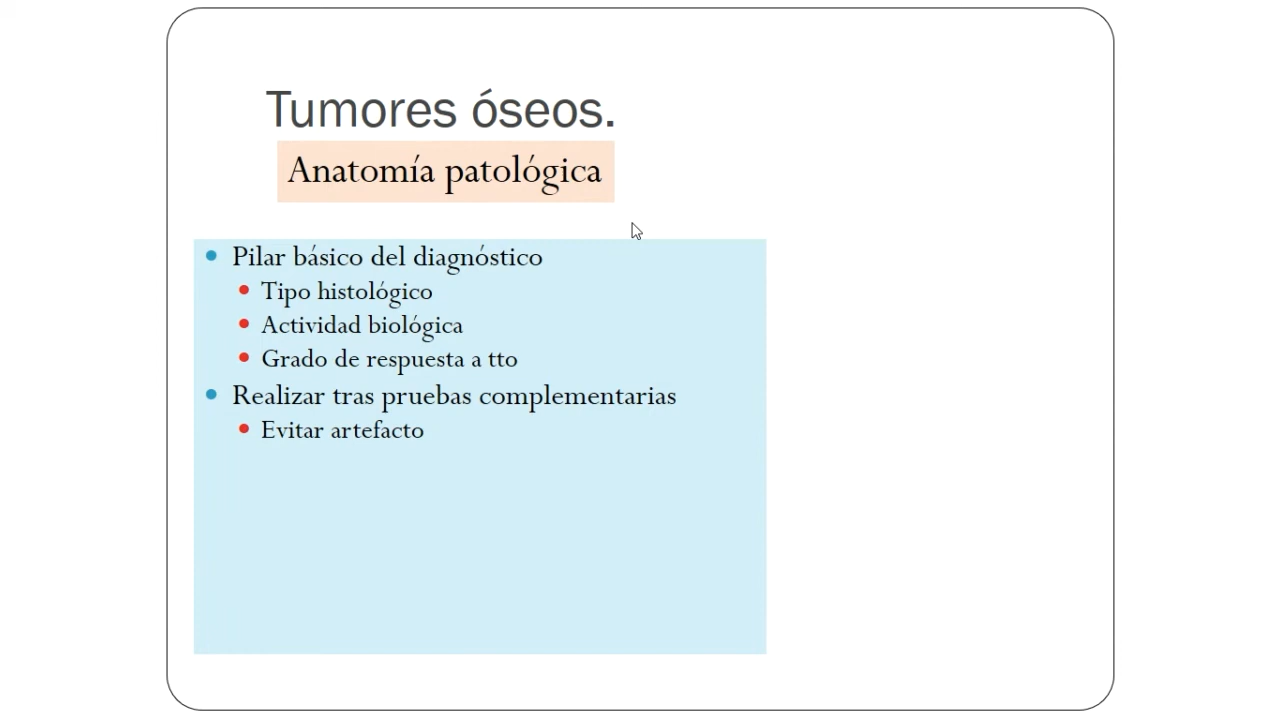 Tumores óseos.
Anatomía patológica
Pilar básico del diagnóstico
Tipo histológico
Actividad biológica
Grado de respuesta a tto
Realizar tras pruebas complementarias
Evitar artefacto